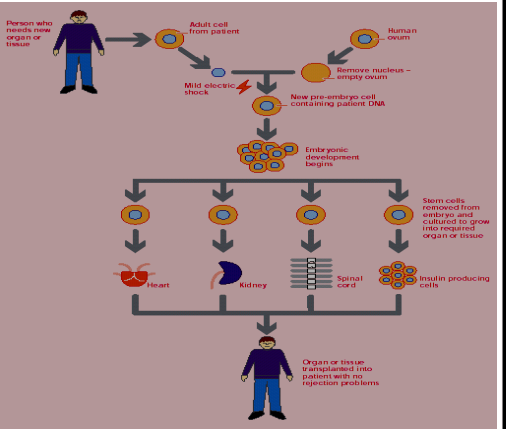 Person who
needs new
organ or
tissue
Adult cell
from patient
Human
ovum
Remove nucleus –
empty ovum
Mild electric
shock
New pre-embryo cell
containing patient DNA
Embryonic
development
begins
Stem cells
removed from
embryo and
cultured to grow
into required
organ or tissue
Heart
Kidney
Spinal
cord
Insulin producing
cells
Organ or tissue
transplanted into
patient with no
rejection problems